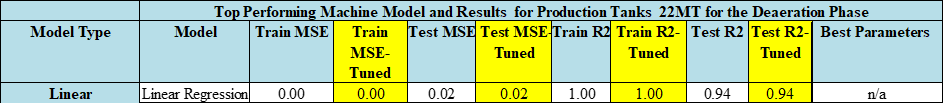 Top Performing Machine Model and Results for Production Tanks 22MT for the Deaeration Phase
Model Type Model Train MSE Train MSE-Tuned Test MSE Test MSE-Tuned Train R2 Train R2-Tuned Test R2 Test R2-Tuned Best Parameters
Linear Linear Regression 0.00 0.00 0.02 0.02 1.00 1.00 0.94 0.94 n/a